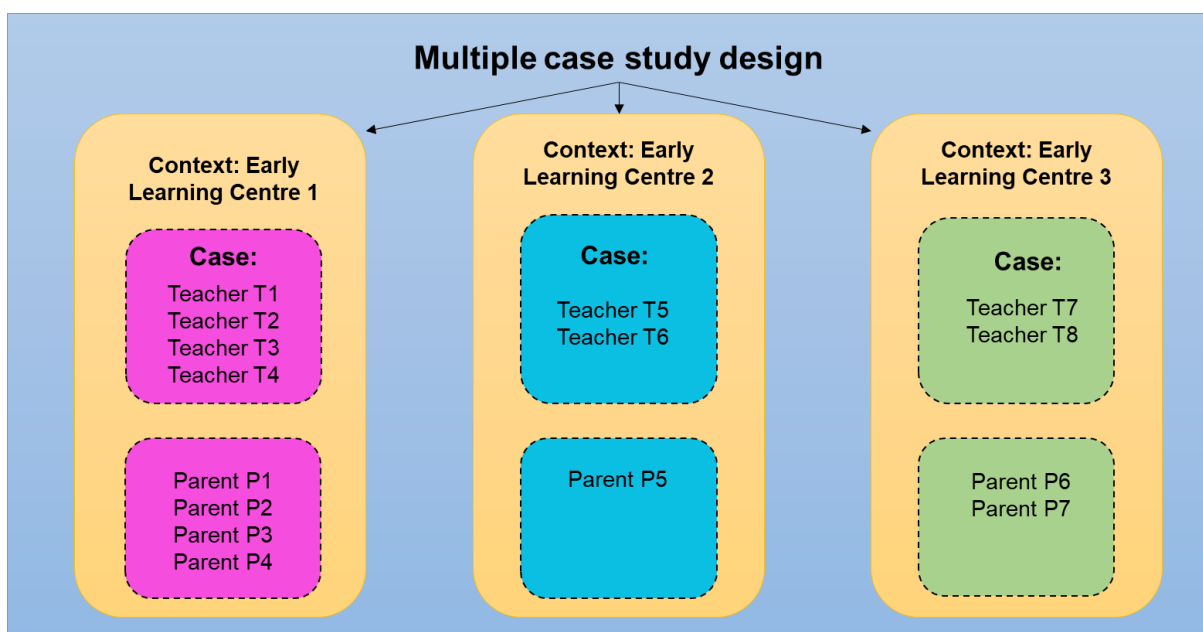 Multiple case study design
Context: Early
Learning Centre 1
Case:
Teacher T1
Teacher T2
Teacher T3
Teacher T4
Parent P1
Parent P2
Parent P3
Parent P4
Context: Early
Learning Centre 2
Case:
Teacher T5
Teacher T6
Parent P5
Context: Early
Learning Centre 3
Case:
Teacher T7
Teacher T8
Parent P6
Parent P7